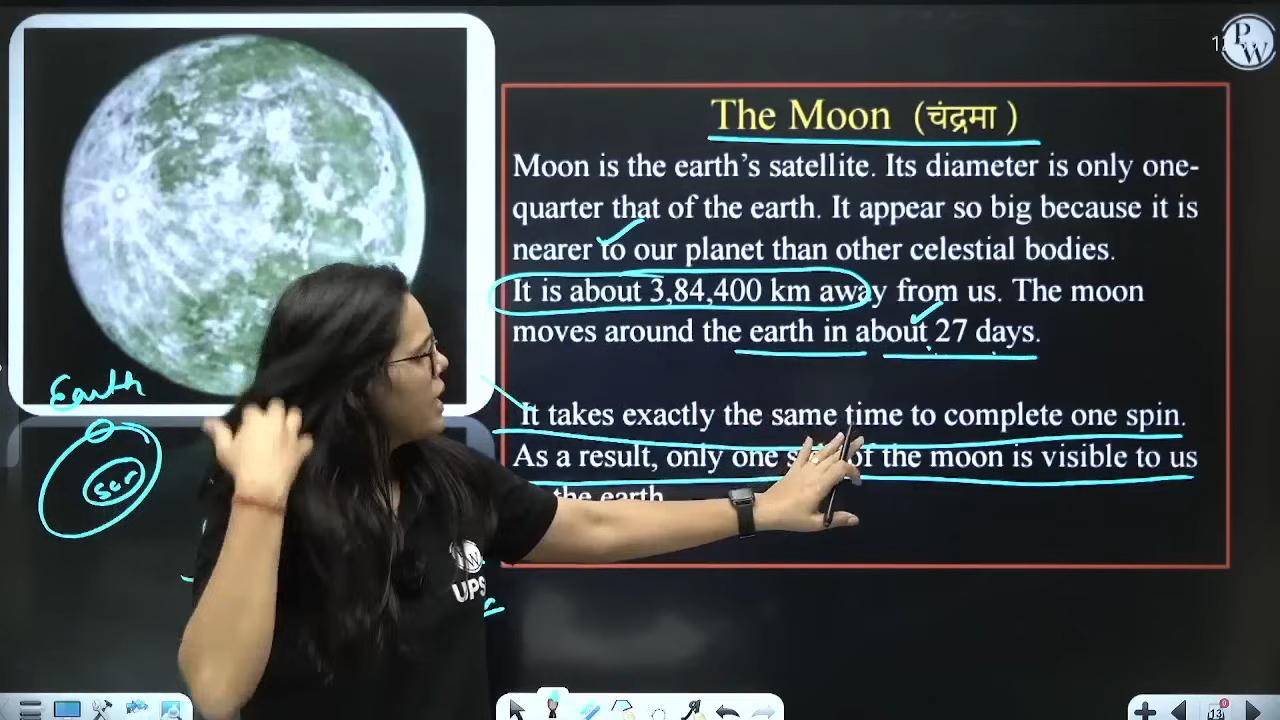 PW
The Moon (चंद्रमा)
Moon is the earth's satellite. Its diameter is only one-
quarter that of the earth. It appear so big because it is
nearer to our planet than other celestial bodies.
It is about 3,84,400 km away from us. The moon
moves around the earth in about 27 days.
It takes exactly the same time to complete one spin.
As a result, only one of the moon is visible to us
the earth
Earth
sun
UPS
13